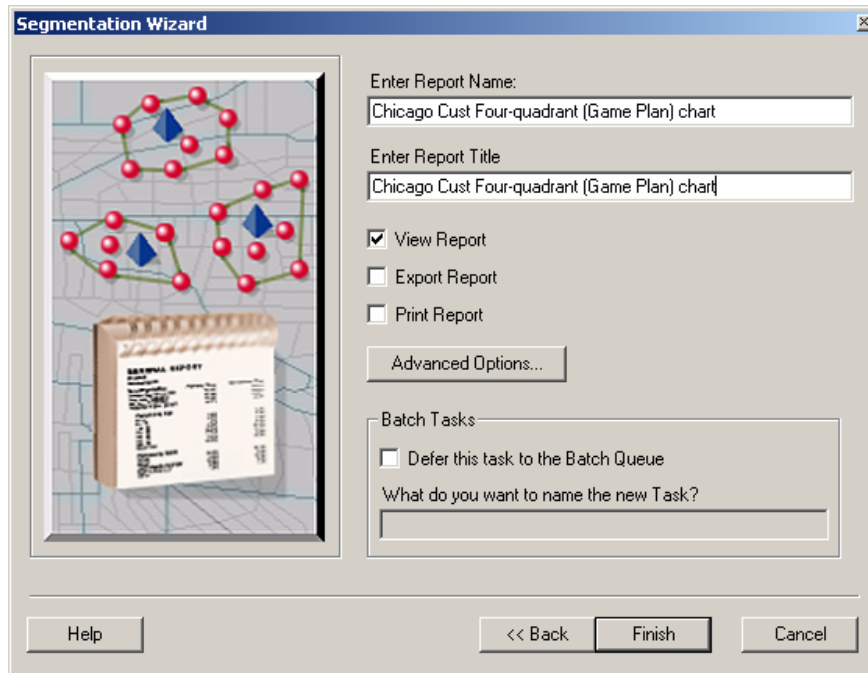 Segmentation Wizard
Enter Report Name:
Chicago Cust Four-quadrant (Game Plan) chart
Enter Report Title
Chicago Cust Four-quadrant (Game Plan) chart
View Report
Export Report
Print Report
Advanced Options...
Batch Tasks
Defer this task to the Batch Queue
What do you want to name the new Task?
Help
<< Back
Finish
Cancel